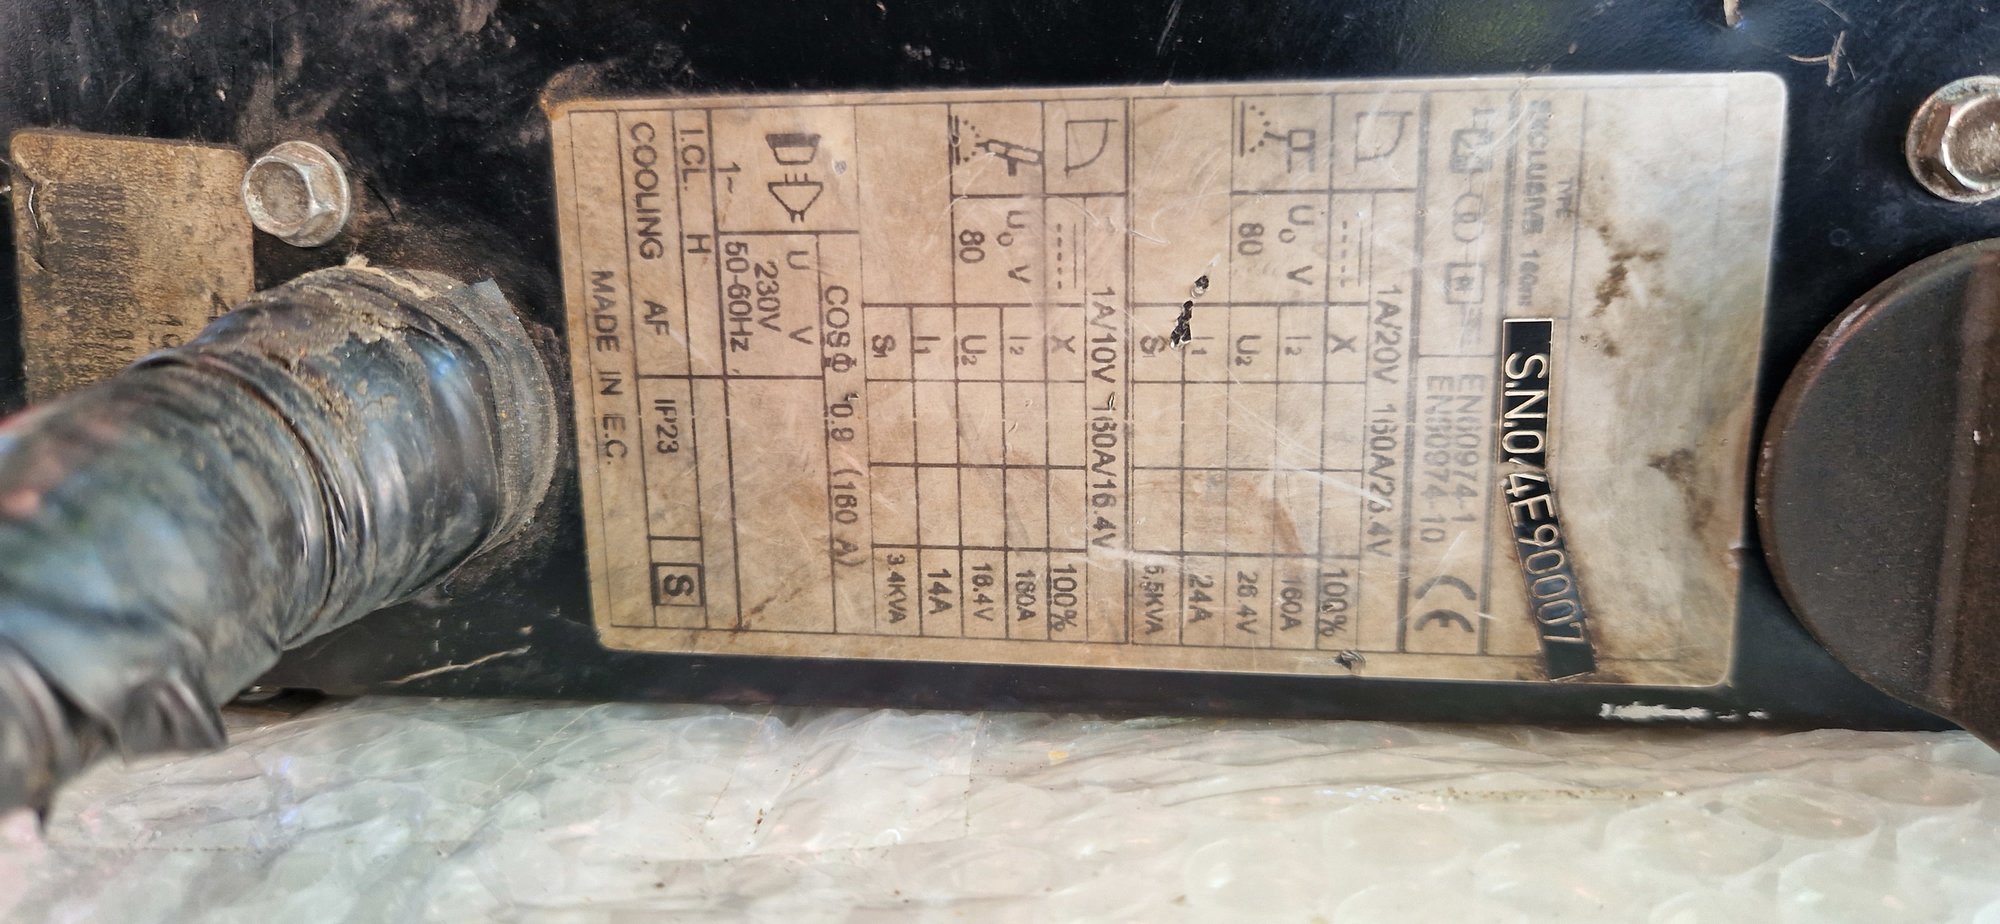 TYPE
EXCLUSIVE
S.N.04E90007
EN60974-1
EN60974-10
CE
1A/20V 160A/26.4V
X 100%
U₀ V I₂ 160A
80 U₂ 26.4V
I₁ 24A
S₁ 5,5KVA
1A/10V 160A/16.4V
X 100%
U₀ V I₂ 160A
80 U₂ 16.4V
I₁ 14A
S₁ 3.4KVA
COSϕ 0.8 (160 A)
U V
1~ 230V
50-60Hz
I.CL. H
COOLING AF IP23 S
MADE IN E.C.